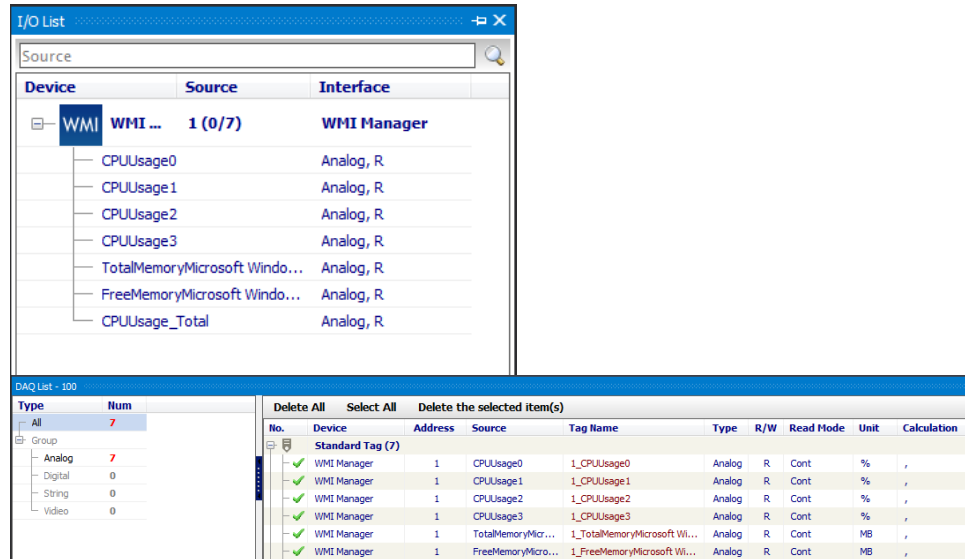 I/O List
Source
Device Source Interface
WMI WMI ... 1 (0/7) WMI Manager
CPUUsage0 Analog, R
CPUUsage1 Analog, R
CPUUsage2 Analog, R
CPUUsage3 Analog, R
TotalMemoryMicrosoft Windo... Analog, R
FreeMemoryMicrosoft Windo... Analog, R
CPUUsage_Total Analog, R
DAQ List - 100
Type Num
All 7
Group
Analog 7
Digital 0
String 0
Video 0
Delete All Select All Delete the selected item(s)
No. Device Address Source Tag Name Type R/W Read Mode Unit Calculation
Standard Tag (7)
WMI Manager 1 CPUUsage0 1_CPUUsage0 Analog R Cont % ,
WMI Manager 1 CPUUsage1 1_CPUUsage1 Analog R Cont % ,
WMI Manager 1 CPUUsage2 1_CPUUsage2 Analog R Cont % ,
WMI Manager 1 CPUUsage3 1_CPUUsage3 Analog R Cont % ,
WMI Manager 1 TotalMemoryMicr... 1_TotalMemoryMicrosoft Wi... Analog R Cont MB ,
WMI Manager 1 FreeMemoryMicro... 1_FreeMemoryMicrosoft Wi... Analog R Cont MB ,